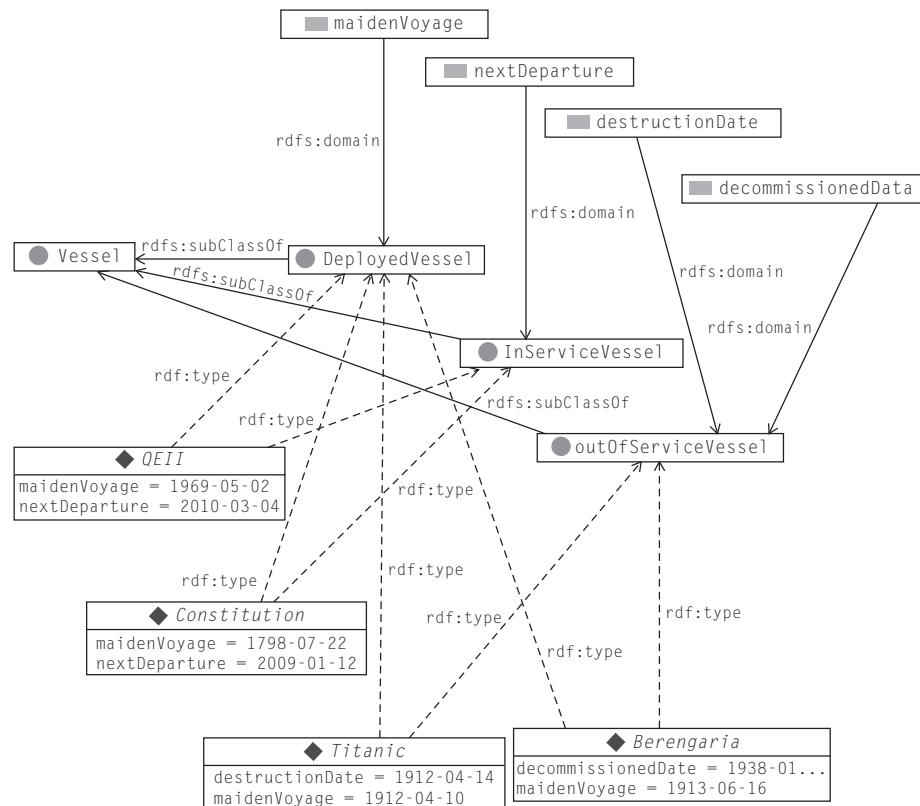 maidenVoyage
nextDeparture
destructionDate
rdfs:domain
decommissionedData
rdfs:domain
Vessel
rdfs:subClassOf
DeployedVessel
rdfs:subClassOf
rdfs:domain
rdfs:domain
InServiceVessel
rdf:type
rdf:type
rdfs:subClassOf
outOfServiceVessel
QEII
maidenVoyage = 1969-05-02
nextDeparture = 2010-03-04
rdf:type
rdf:type
rdf:type
rdf:type
Constitution
maidenVoyage = 1798-07-22
nextDeparture = 2009-01-12
rdf:type
rdf:type
rdf:type
Titanic
destructionDate = 1912-04-14
maidenVoyage = 1912-04-10
Berengaria
decommissionedDate = 1938-01...
maidenVoyage = 1913-06-16